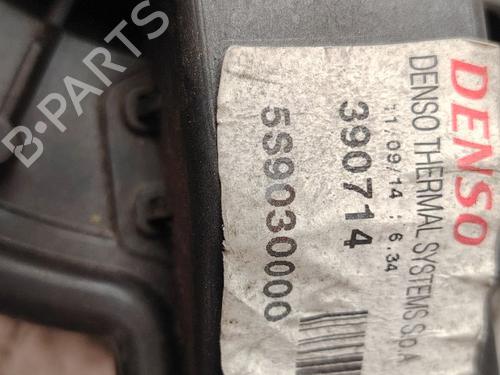 DENSO
DENSO THERMAL SYSTEMS S.p.A
11/09/14 : 6:34
390714
5S9030000
B-PARTS